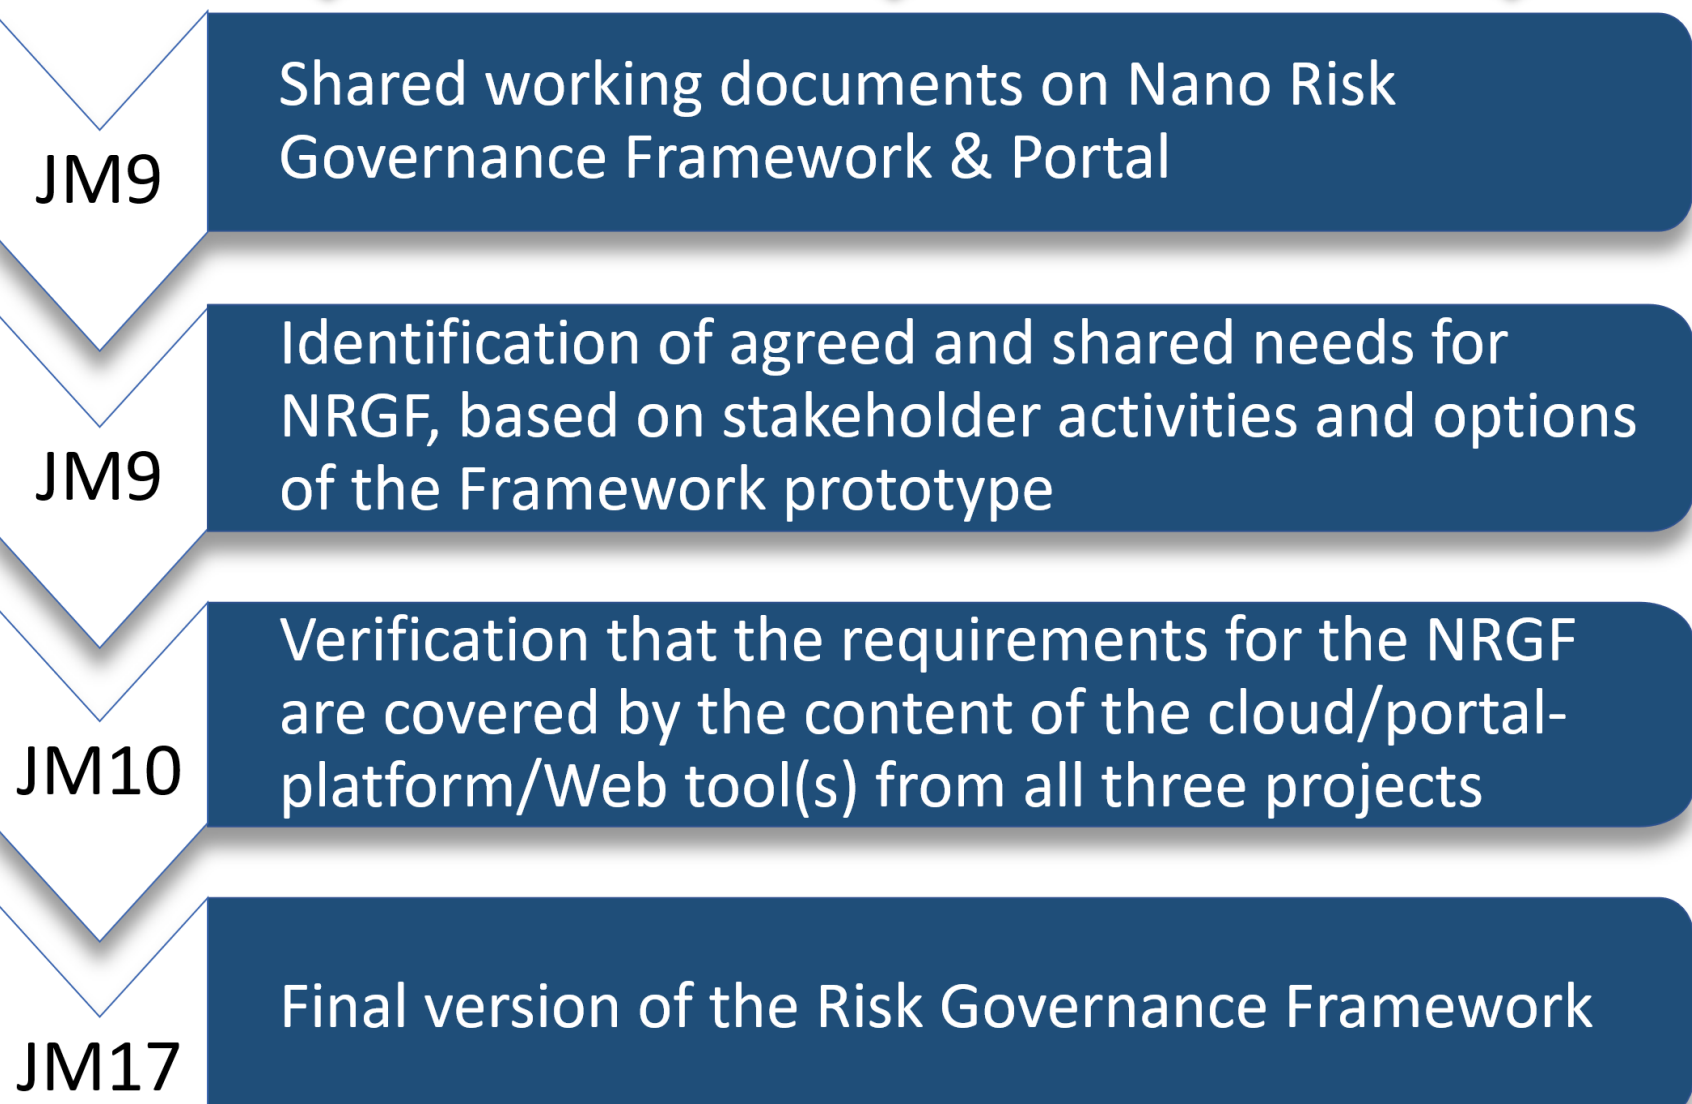 JM9
Shared working documents on Nano Risk
Governance Framework & Portal
JM9
Identification of agreed and shared needs for
NRGF, based on stakeholder activities and options
of the Framework prototype
JM10
Verification that the requirements for the NRGF
are covered by the content of the cloud/portal-
platform/Web tool(s) from all three projects
JM17
Final version of the Risk Governance Framework